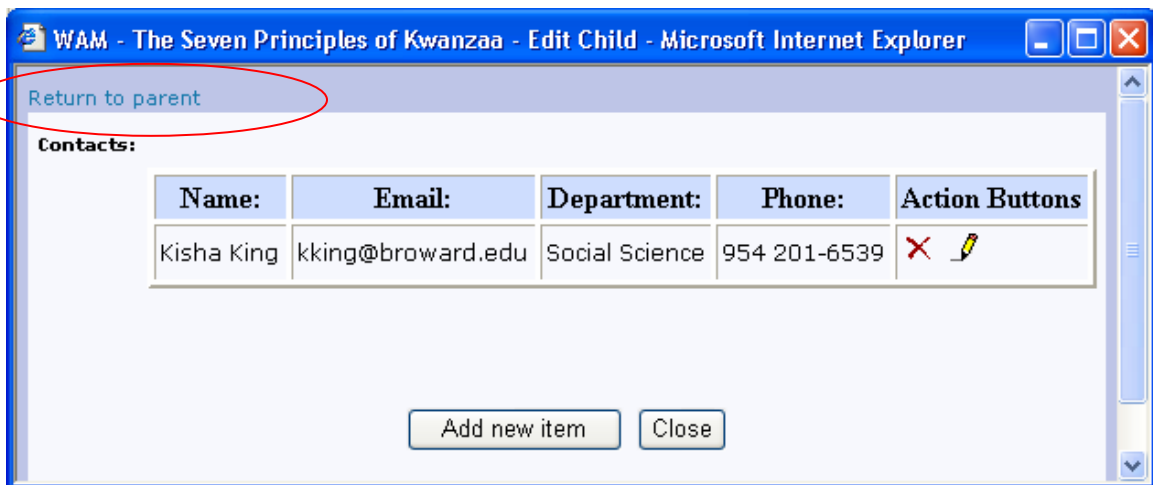 WAM - The Seven Principles of Kwanzaa - Edit Child - Microsoft Internet Explorer
Return to parent
Contacts:
Name: Email: Department: Phone: Action Buttons
Kisha King kking@broward.edu Social Science 954 201-6539
Add new item Close